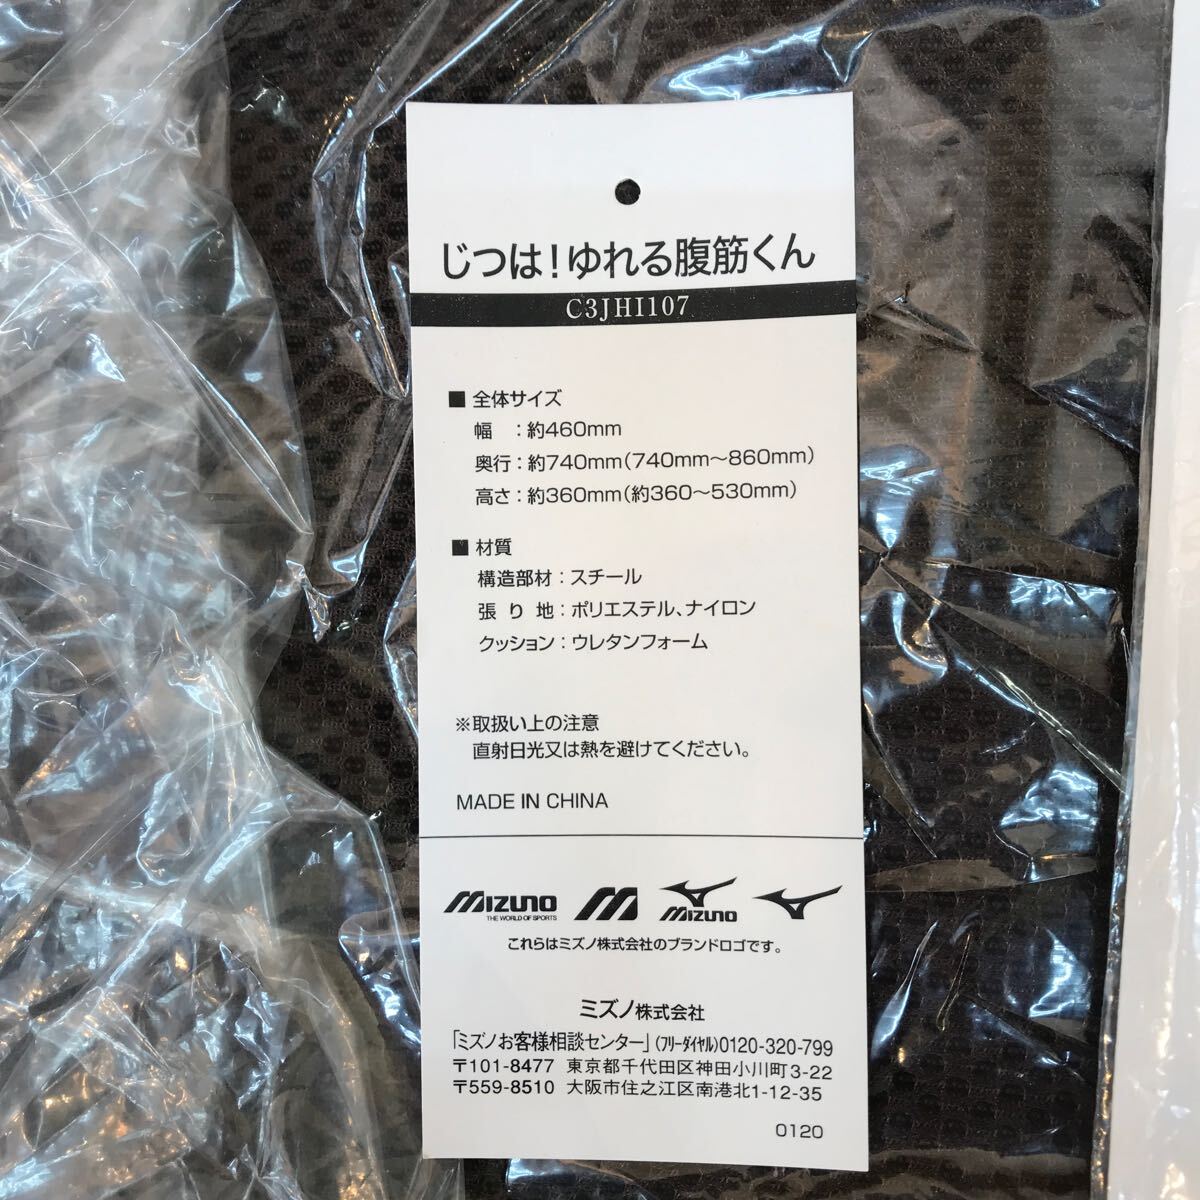 じつは!ゆれる腹筋くん
C3JHI107
■ 全体サイズ
幅 :約460mm
奥行:約740mm(740mm〜860mm)
高さ:約360mm(約360〜530mm)
■ 材質
構造部材:スチール
張り地:ポリエステル、ナイロン
クッション:ウレタンフォーム
※取扱い上の注意
直射日光又は熱を避けてください。
MADE IN CHINA
MIZUNO MIZUNO
THE WORLD OF SPORTS
これらはミズノ株式会社のブランドロゴです。
ミズノ株式会社
「ミズノお客様相談センター」(フリーダイヤル)0120-320-799
〒101-8477 東京都千代田区神田小川町3-22
〒559-8510 大阪市住之江区南港北1-12-35
0120